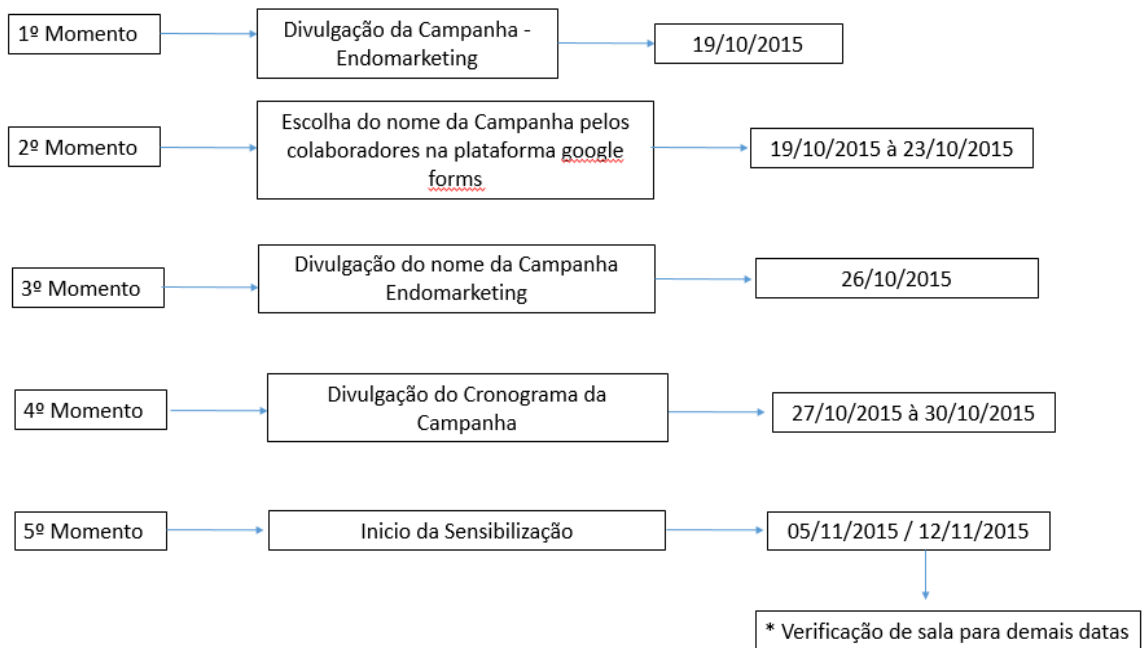 1º Momento
Divulgação da Campanha -
Endomarketing
19/10/2015
2º Momento
Escolha do nome da Campanha pelos
colaboradores na plataforma google
forms
19/10/2015 à 23/10/2015
3º Momento
Divulgação do nome da Campanha
Endomarketing
26/10/2015
4º Momento
Divulgação do Cronograma da
Campanha
27/10/2015 à 30/10/2015
5º Momento
Inicio da Sensibilização
05/11/2015 / 12/11/2015
* Verificação de sala para demais datas